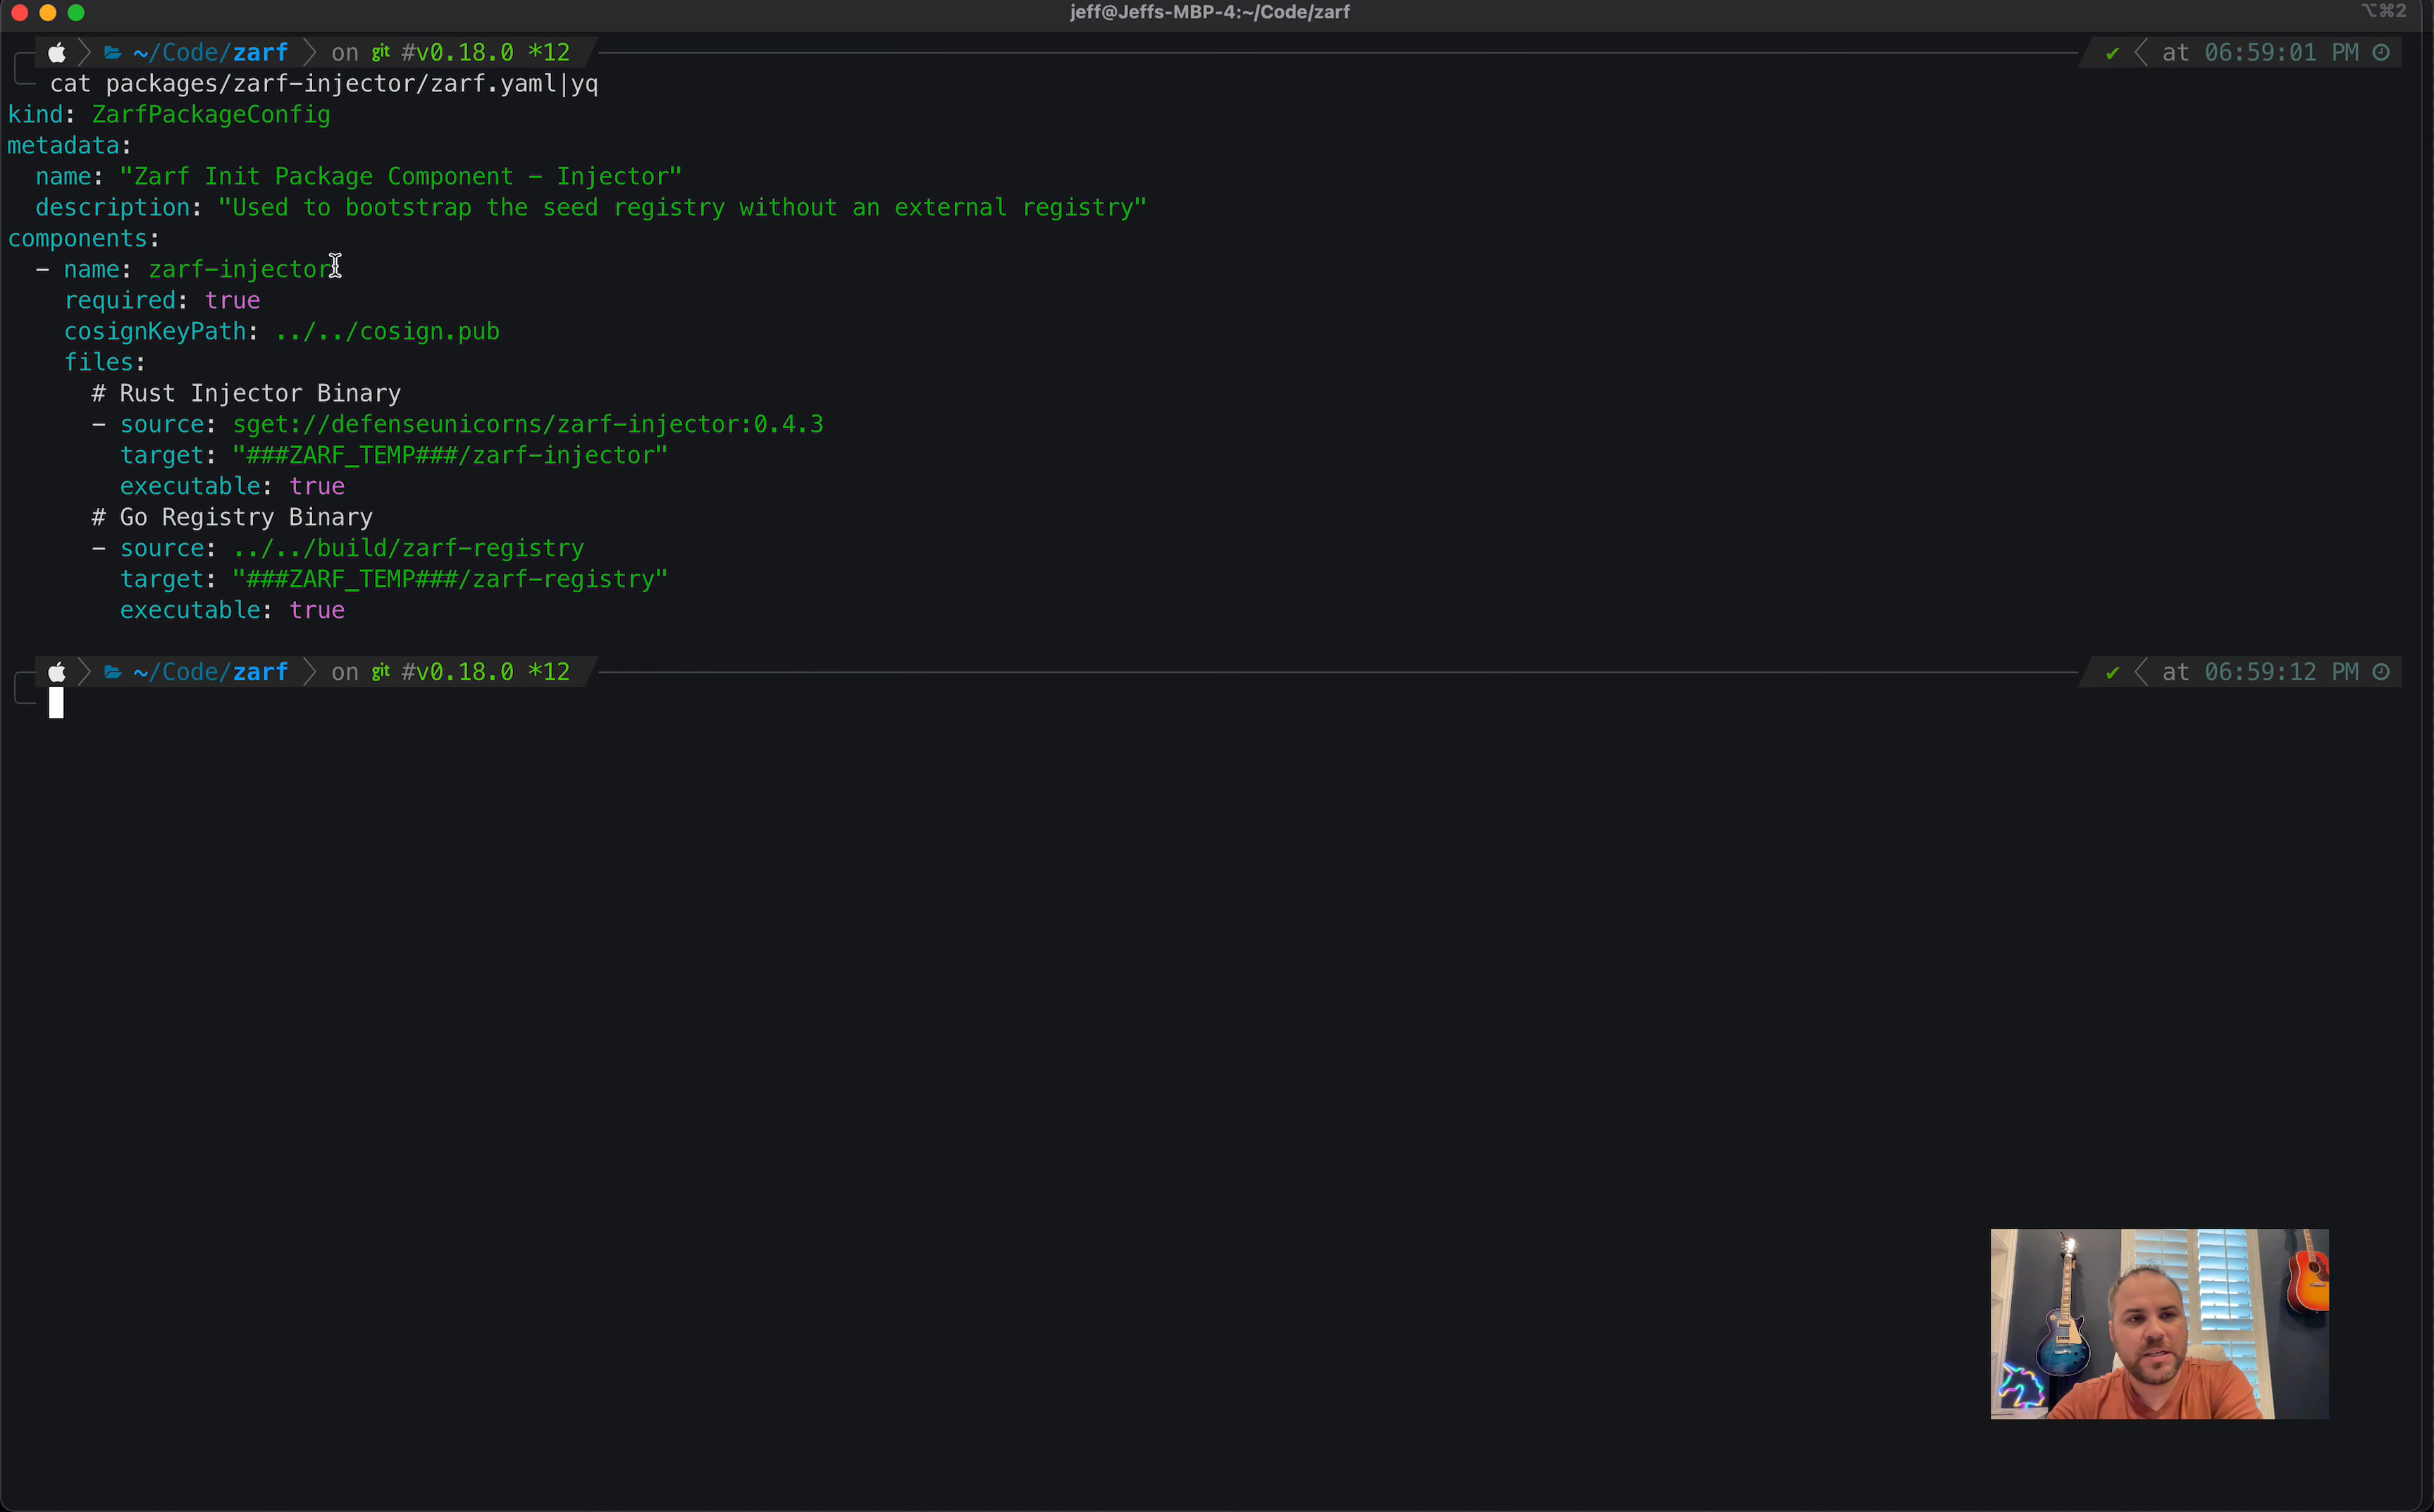 jeff@Jeffs-MBP-4:~/Code/zarf
⌥⌘2
~/Code/zarf on git #v0.18.0 *12 ✔ at 06:59:01 PM
cat packages/zarf-injector/zarf.yaml|yq
kind: ZarfPackageConfig
metadata:
  name: "Zarf Init Package Component - Injector"
  description: "Used to bootstrap the seed registry without an external registry"
components:
  - name: zarf-injector
    required: true
    cosignKeyPath: ../../cosign.pub
    files:
      # Rust Injector Binary
      - source: sget://defenseunicorns/zarf-injector:0.4.3
        target: "###ZARF_TEMP###/zarf-injector"
        executable: true
      # Go Registry Binary
      - source: ../../build/zarf-registry
        target: "###ZARF_TEMP###/zarf-registry"
        executable: true
~/Code/zarf on git #v0.18.0 *12 ✔ at 06:59:12 PM